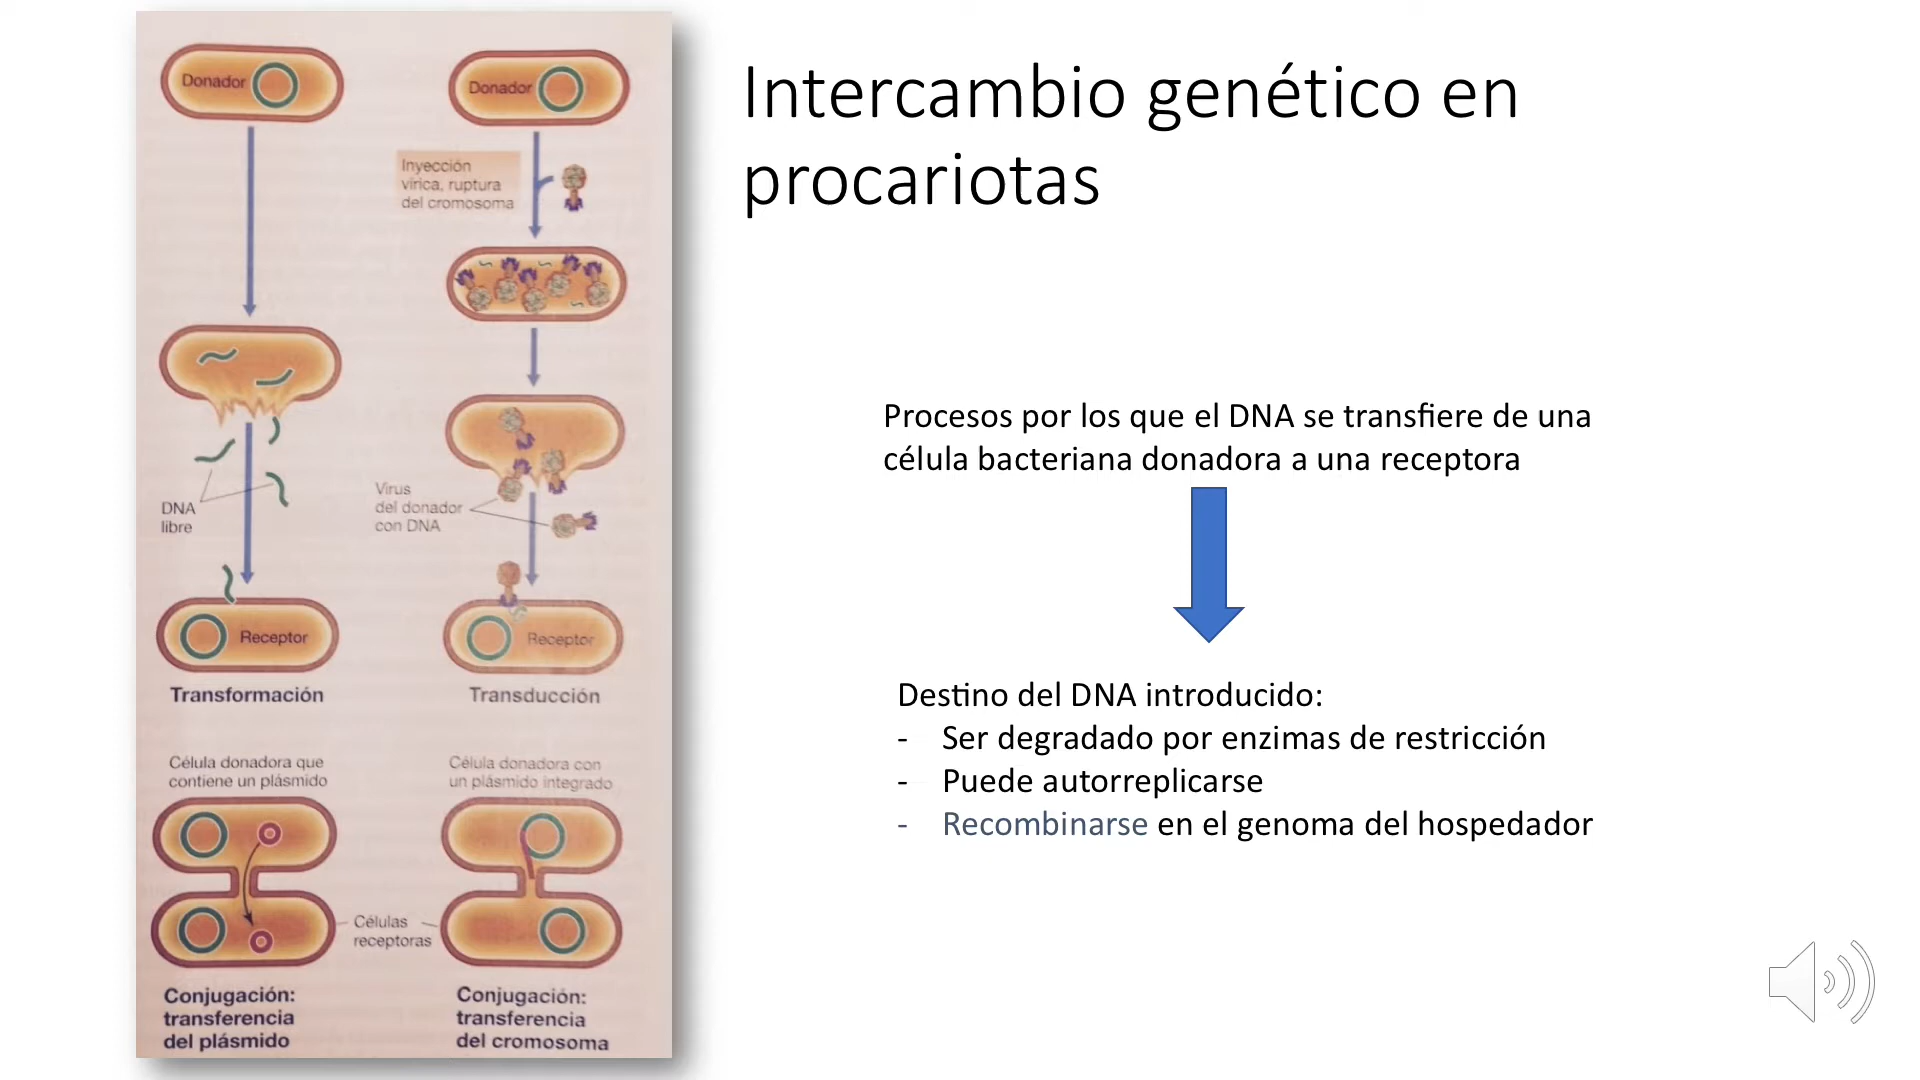 Intercambio genético en
procariotas
Donador
Donador
Inyección
vírica, ruptura
del cromosoma
DNA
libre
Virus
del donador
con DNA
Receptor
Receptor
Transformación
Transducción
Célula donadora que
contiene un plásmido
Célula donadora con
un plásmido integrado
Células
receptoras
Conjugación:
transferencia
del plásmido
Conjugación:
transferencia
del cromosoma
Procesos por los que el DNA se transfiere de una
célula bacteriana donadora a una receptora
Destino del DNA introducido:
- Ser degradado por enzimas de restricción
- Puede autorreplicarse
- Recombinarse en el genoma del hospedador